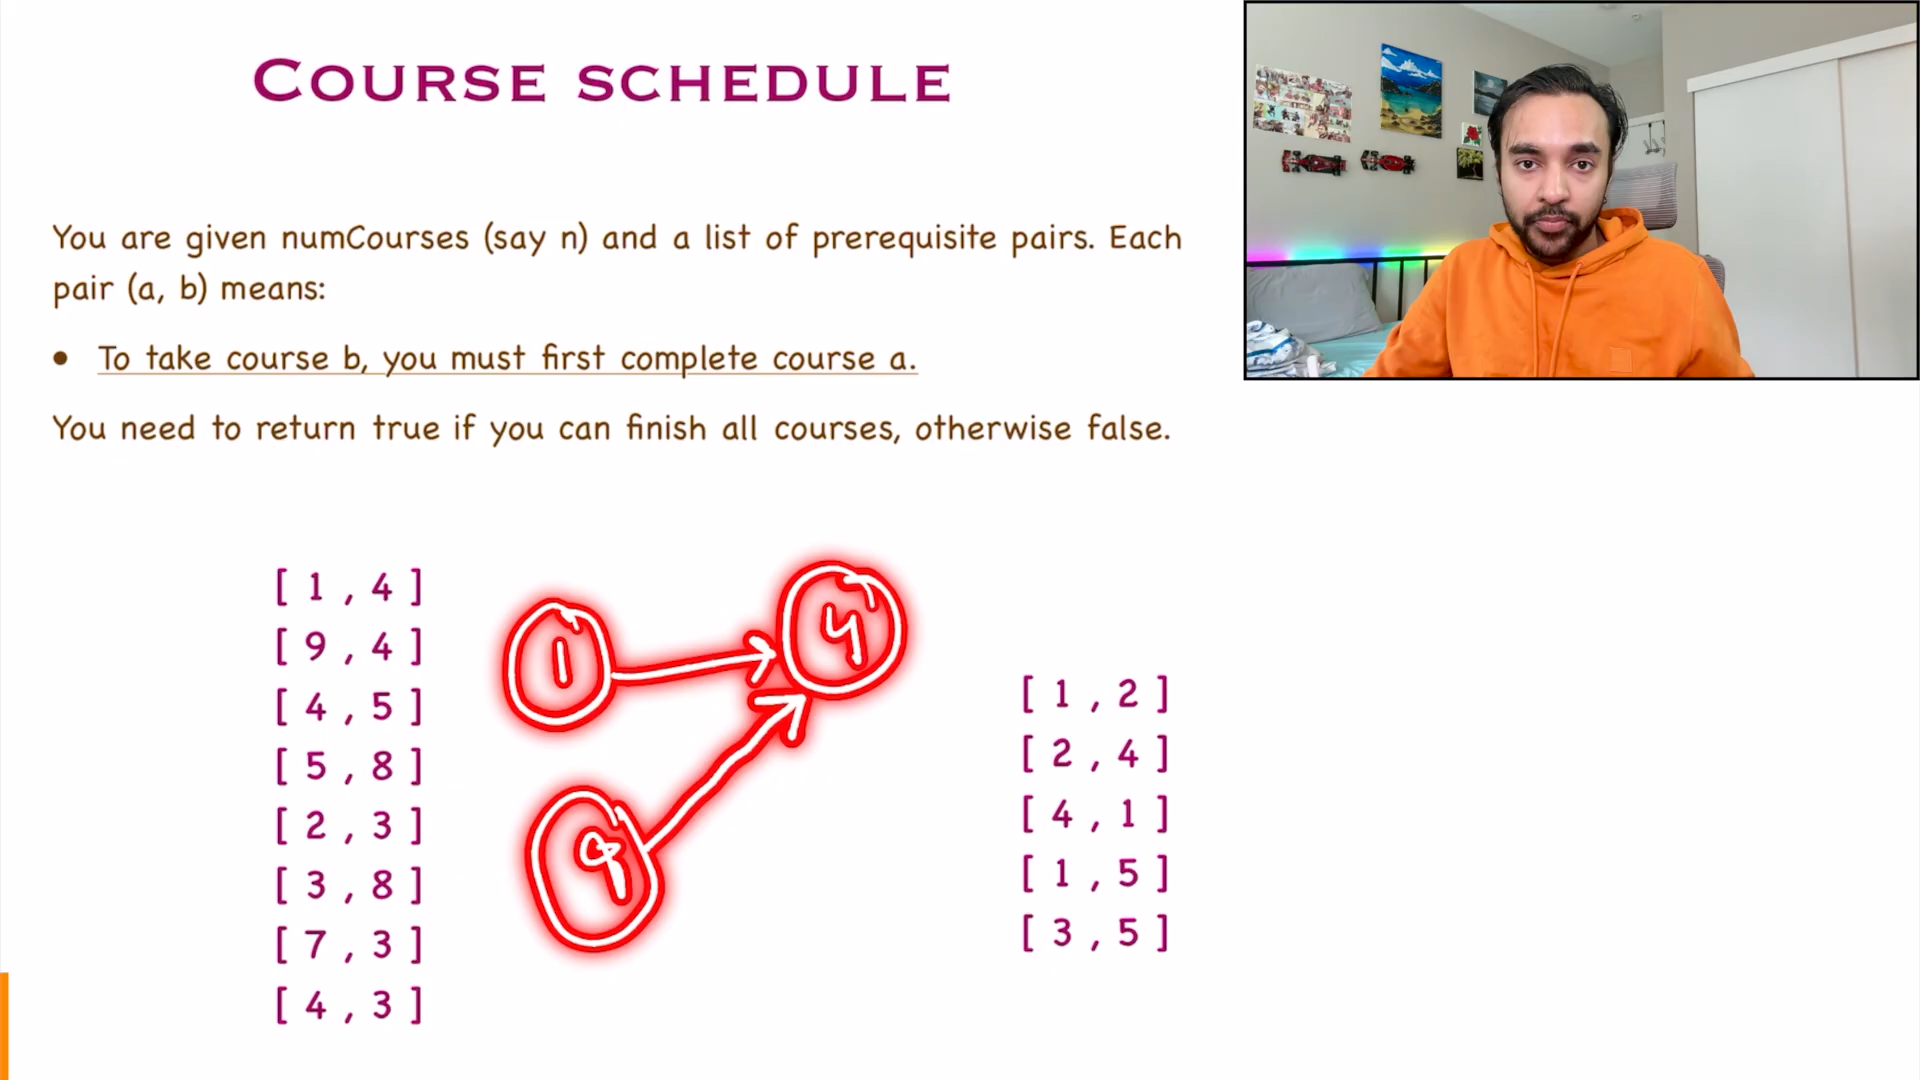 COURSE SCHEDULE
You are given numCourses (say n) and a list of prerequisite pairs. Each
pair (a, b) means:
• To take course b, you must first complete course a.
You need to return true if you can finish all courses, otherwise false.
[ 1 , 4 ]
[ 9 , 4 ]
[ 4 , 5 ]
[ 5 , 8 ]
[ 2 , 3 ]
[ 3 , 8 ]
[ 7 , 3 ]
[ 4 , 3 ]
1
4
9
[ 1 , 2 ]
[ 2 , 4 ]
[ 4 , 1 ]
[ 1 , 5 ]
[ 3 , 5 ]